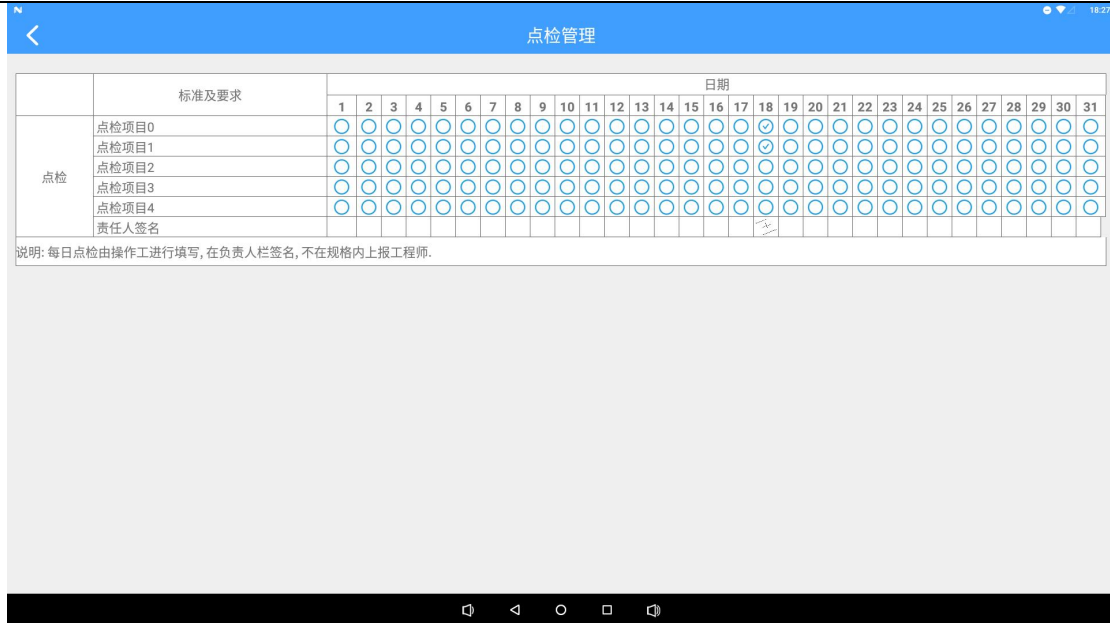 18:27
点检管理
标准及要求
日期
1 2 3 4 5 6 7 8 9 10 11 12 13 14 15 16 17 18 19 20 21 22 23 24 25 26 27 28 29 30 31
点检
点检项目0
点检项目1
点检项目2
点检项目3
点检项目4
责任人签名
说明: 每日点检由操作工进行填写, 在负责人栏签名, 不在规格内上报工程师.